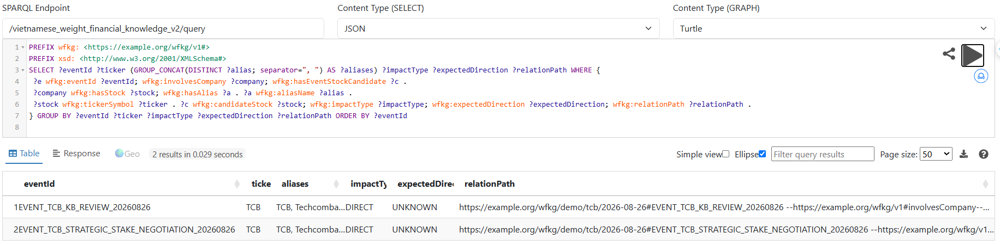 SPARQL Endpoint Content Type (SELECT) Content Type (GRAPH)
/vietnamese_weight_financial_knowledge_v2/query JSON Turtle
1 PREFIX wfkg: <https://example.org/wfkg/v1#>
2 PREFIX xsd: <http://www.w3.org/2001/XMLSchema#>
3 SELECT ?eventId ?ticker (GROUP_CONCAT(DISTINCT ?alias; separator=", ") AS ?aliases) ?impactType ?expectedDirection ?relationPath WHERE {
4 ?e wfkg:eventId ?eventId; wfkg:involvesCompany ?company; wfkg:hasEventStockCandidate ?c .
5 ?company wfkg:hasStock ?stock; wfkg:hasAlias ?a . ?a wfkg:aliasName ?alias .
6 ?stock wfkg:tickerSymbol ?ticker . ?c wfkg:candidateStock ?stock; wfkg:impactType ?impactType; wfkg:expectedDirection ?expectedDirection; wfkg:relationPath ?relationPath .
7 } GROUP BY ?eventId ?ticker ?impactType ?expectedDirection ?relationPath ORDER BY ?eventId
8
Table Response Geo 2 results in 0.029 seconds Simple view Ellipse Filter query results Page size: 50
eventId ticke aliases impactTy expectedDirec relationPath
1 EVENT_TCB_KB_REVIEW_20260826 TCB TCB, Techcomba... DIRECT UNKNOWN https://example.org/wfkg/demo/tcb/2026-08-26#EVENT_TCB_KB_REVIEW_20260826 --https://example.org/wfkg/v1#involvesCompany--...
2 EVENT_TCB_STRATEGIC_STAKE_NEGOTIATION_20260826 TCB TCB, Techcomba... DIRECT UNKNOWN https://example.org/wfkg/demo/tcb/2026-08-26#EVENT_TCB_STRATEGIC_STAKE_NEGOTIATION_20260826 --https://example.org/wfkg/v1...